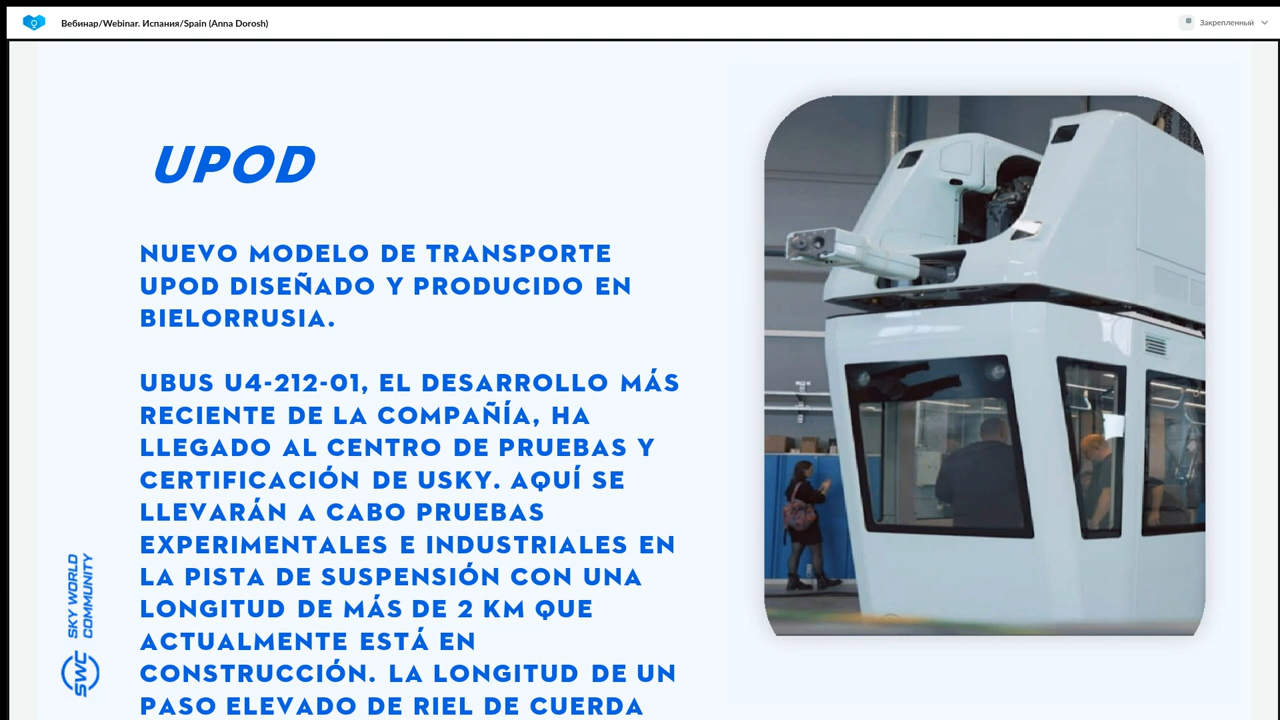 Вебинар/Webinar. Испания/Spain (Anna Dorosh)
Закрепленный
UPOD
NUEVO MODELO DE TRANSPORTE
UPOD DISEÑADO Y PRODUCIDO EN
BIELORRUSIA.
UBUS U4-212-01, EL DESARROLLO MÁS
RECIENTE DE LA COMPAÑÍA, HA
LLEGADO AL CENTRO DE PRUEBAS Y
CERTIFICACIÓN DE USKY. AQUÍ SE
LLEVARÁN A CABO PRUEBAS
EXPERIMENTALES E INDUSTRIALES EN
LA PISTA DE SUSPENSIÓN CON UNA
LONGITUD DE MÁS DE 2 KM QUE
ACTUALMENTE ESTÁ EN
CONSTRUCCIÓN. LA LONGITUD DE UN
PASO ELEVADO DE RIEL DE CUERDA
SKY WORLD
COMMUNITY
SWC